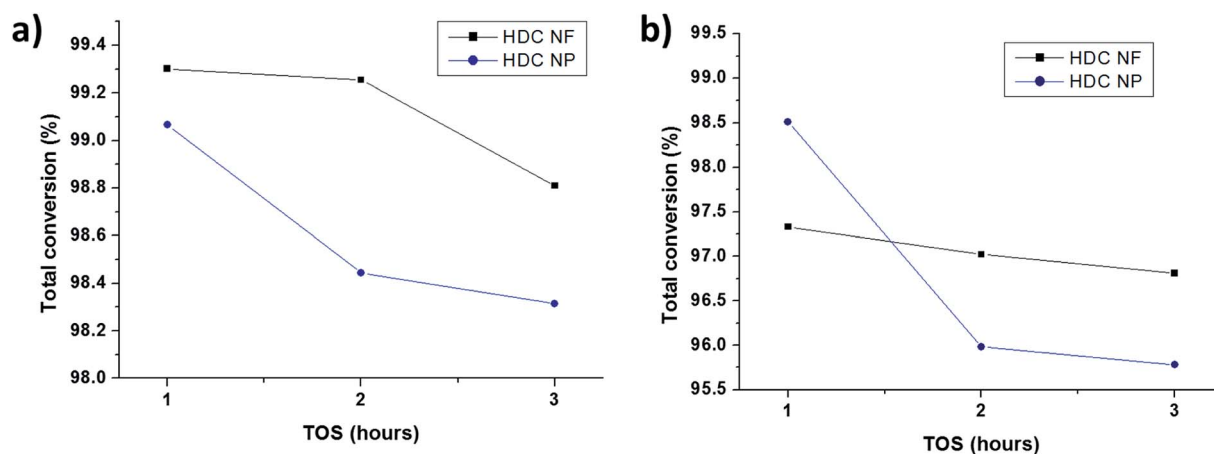 a)
HDC NF
HDC NP
Total conversion (%)
99.4
99.2
99.0
98.8
98.6
98.4
98.2
98.0
1
2
3
TOS (hours)
b)
HDC NF
HDC NP
Total conversion (%)
99.5
99.0
98.5
98.0
97.5
97.0
96.5
96.0
95.5
1
2
3
TOS (hours)